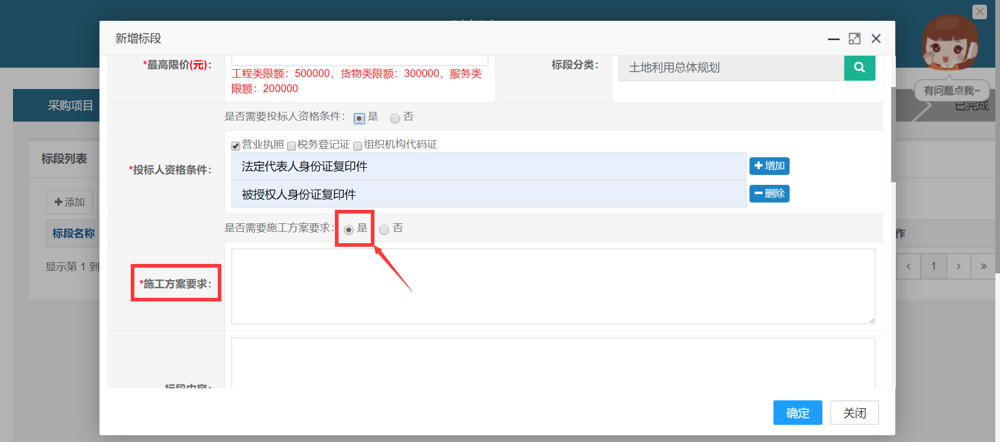 新增标段
有问题点我~
采购项目
已完成
*最高限价(元)：
工程类限额：500000，货物类限额：300000，服务类
限额：200000
标段分类：
土地利用总体规划
是否需要投标人资格条件： 是 否
标段列表
*投标人资格条件：
营业执照 税务登记证 组织机构代码证
法定代表人身份证复印件
增加
被授权人身份证复印件
删除
添加
是否需要施工方案要求： 是 否
标段名称
作
显示第 1 到
1
*施工方案要求：
标段内容：
确定
关闭